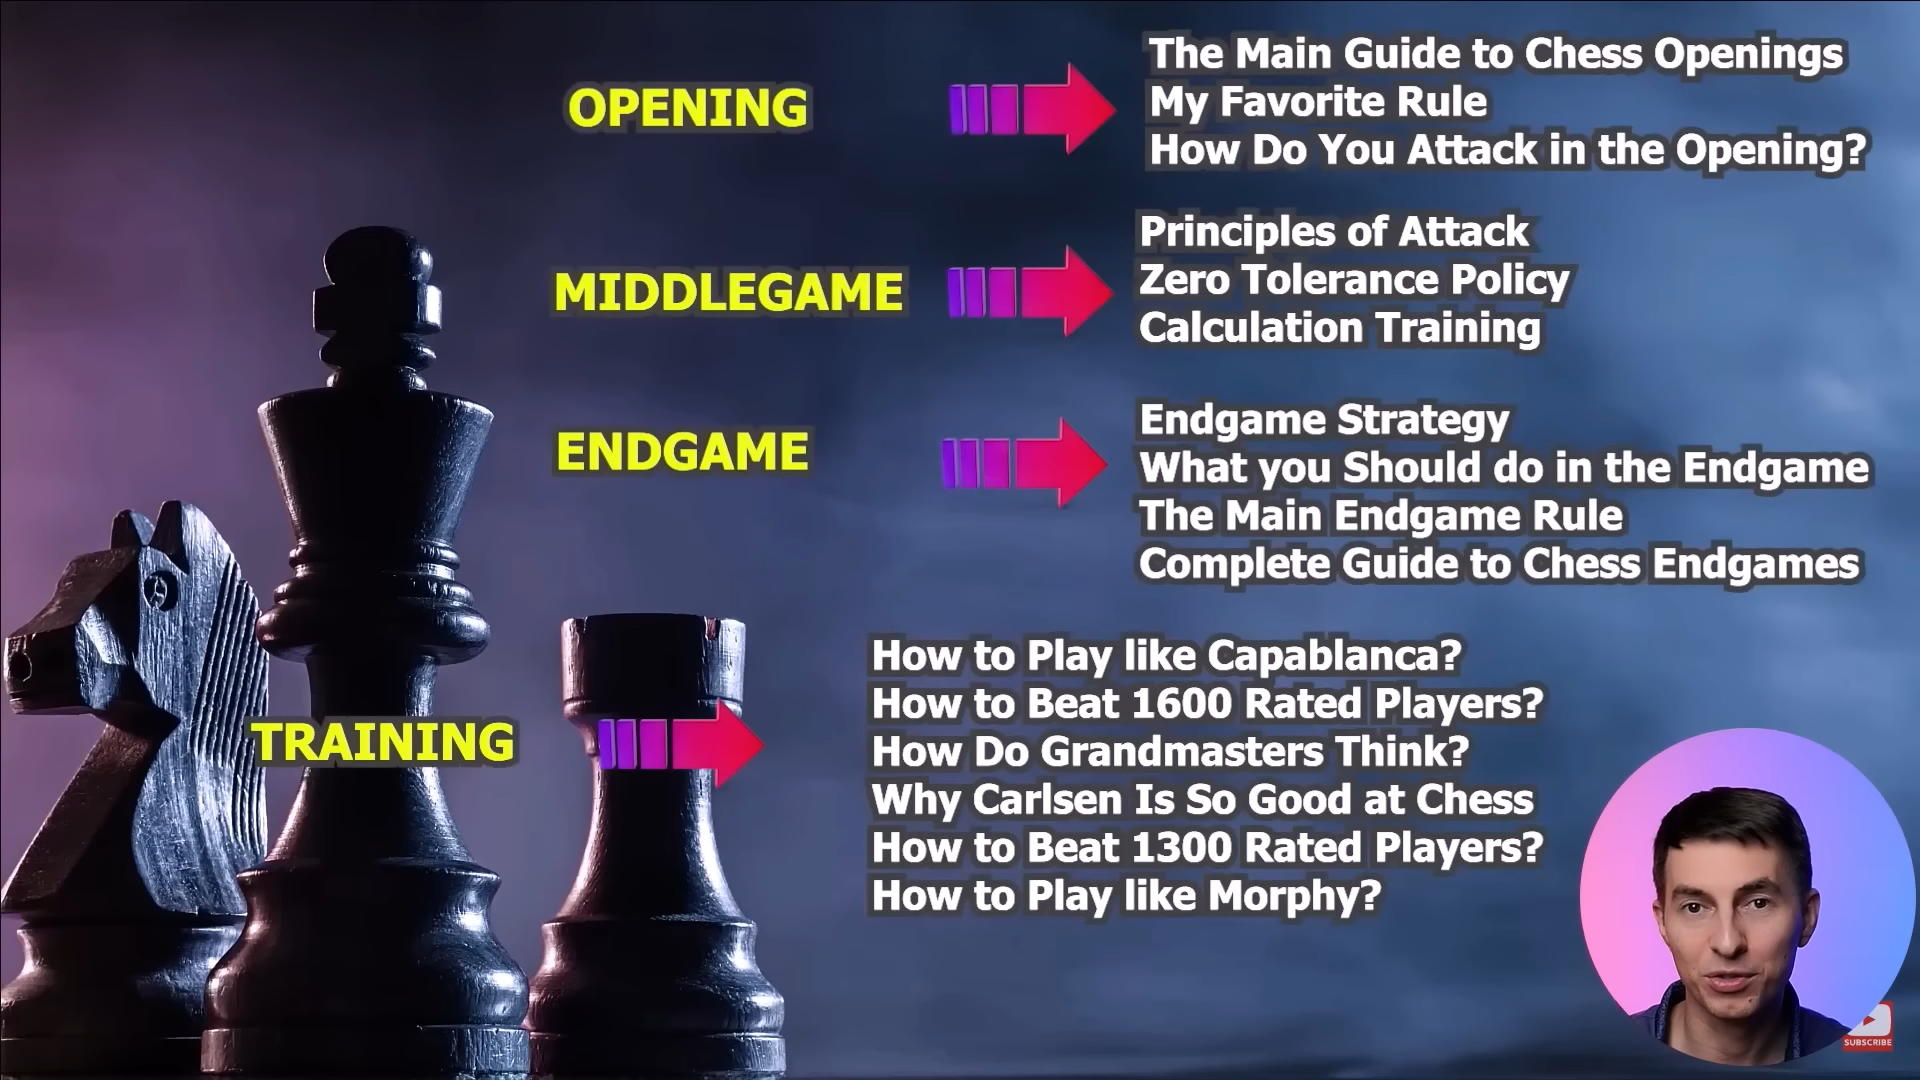 OPENING
The Main Guide to Chess Openings
My Favorite Rule
How Do You Attack in the Opening?
MIDDLEGAME
Principles of Attack
Zero Tolerance Policy
Calculation Training
ENDGAME
Endgame Strategy
What you Should do in the Endgame
The Main Endgame Rule
Complete Guide to Chess Endgames
TRAINING
How to Play like Capablanca?
How to Beat 1600 Rated Players?
How Do Grandmasters Think?
Why Carlsen Is So Good at Chess
How to Beat 1300 Rated Players?
How to Play like Morphy?
SUBSCRIBE